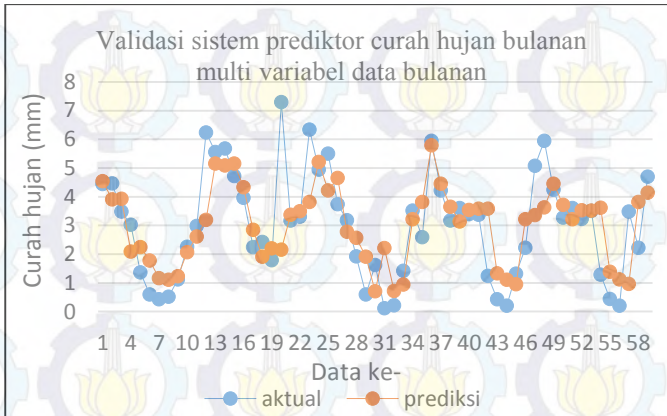 Validasi sistem prediktor curah hujan bulanan
multi variabel data bulanan
8
7
6
5
4
3
2
1
0
Curah hujan (mm)
1 4 7 10 13 16 19 22 25 28 31 34 37 40 43 46 49 52 55 58
Data ke-
aktual prediksi